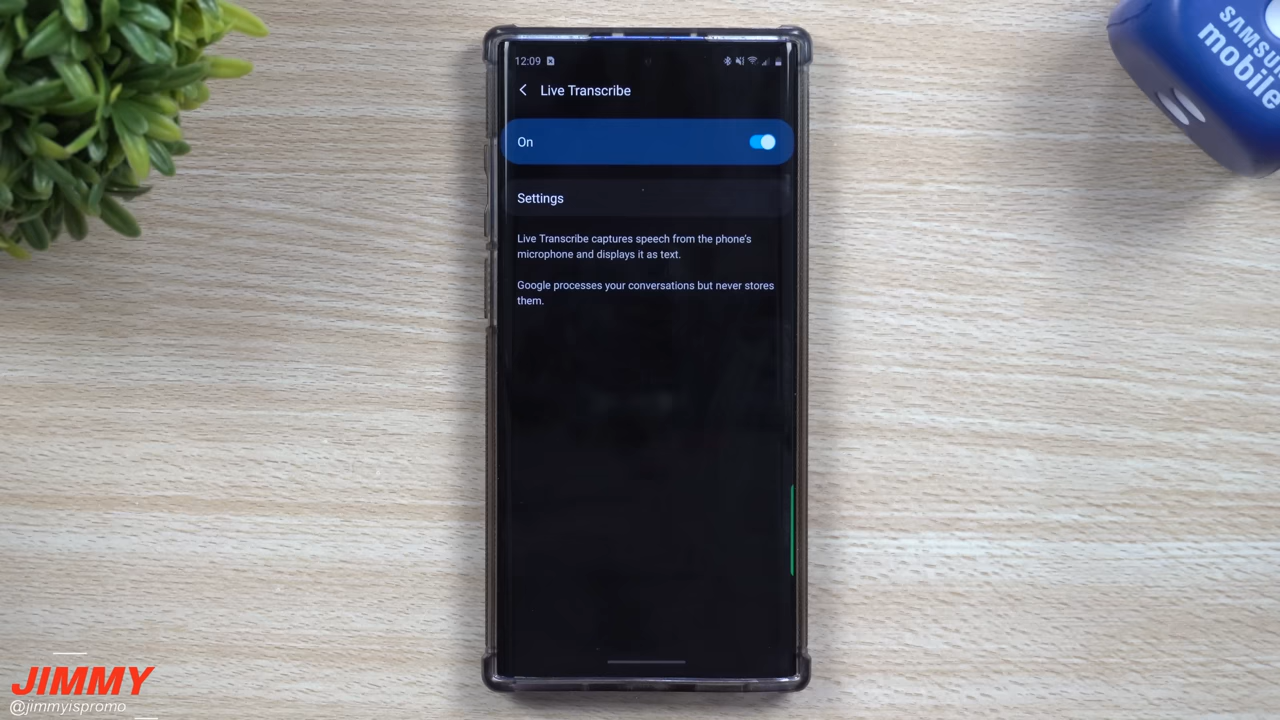 12:09
Live Transcribe
On
Settings
Live Transcribe captures speech from the phone's
microphone and displays it as text.
Google processes your conversations but never stores
them.
SAMSU
mobile
JIMMY
@jimmyispromo